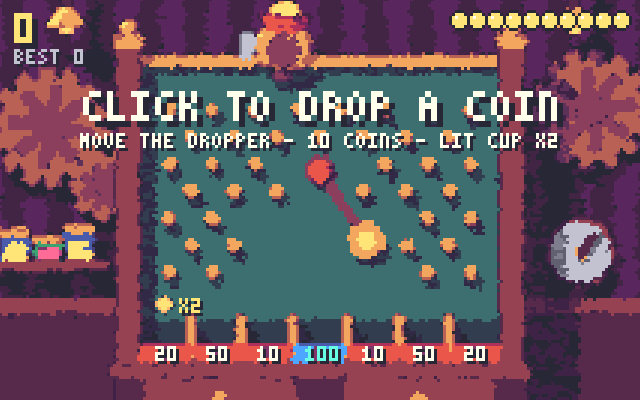 0
BEST 0
CLICK TO DROP A COIN
MOVE THE DROPPER - 10 COINS - LIT CUP X2
X2
20 50 10 100 10 50 20